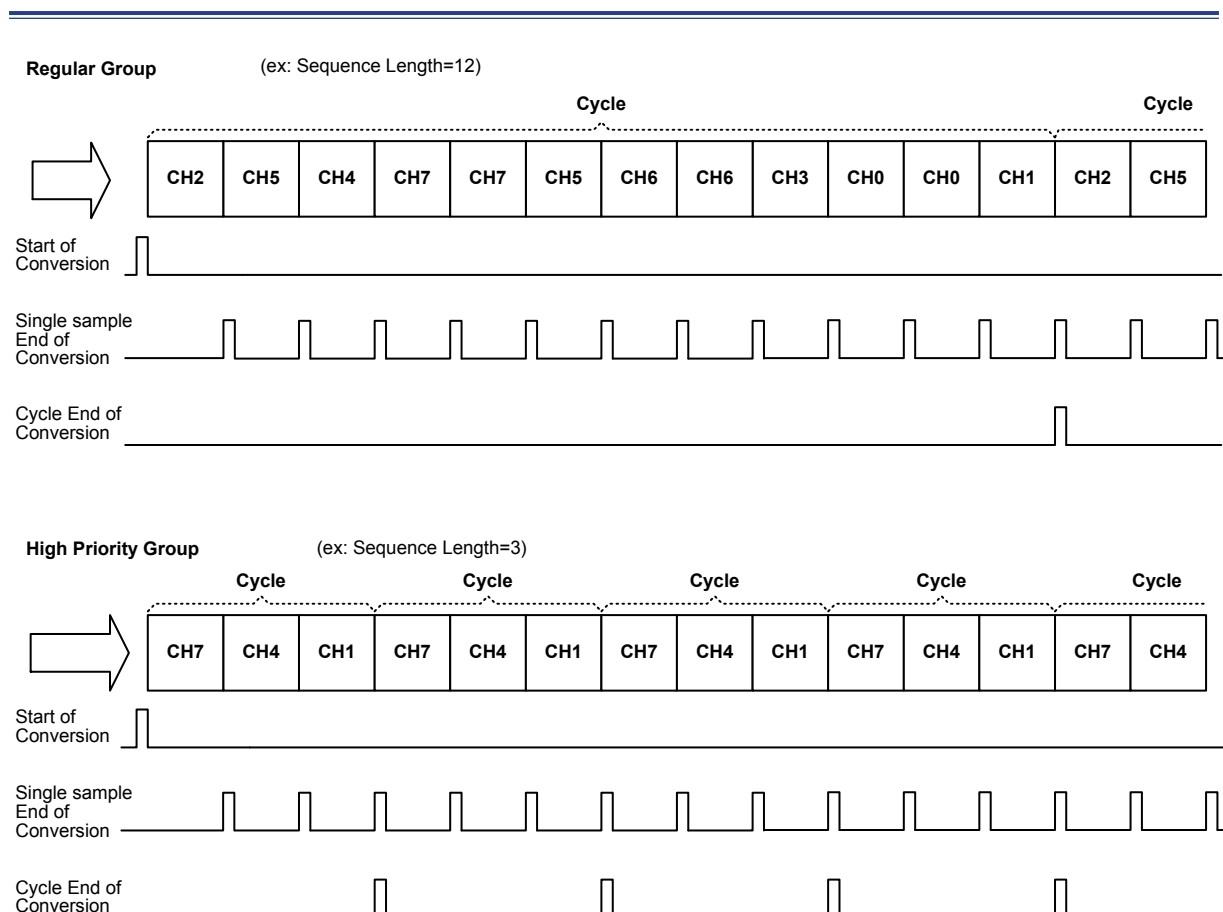 Regular Group (ex: Sequence Length=12)
Cycle Cycle
CH2 CH5 CH4 CH7 CH7 CH5 CH6 CH6 CH3 CH0 CH0 CH1 CH2 CH5
Start of
Conversion
Single sample
End of
Conversion
Cycle End of
Conversion
High Priority Group (ex: Sequence Length=3)
Cycle Cycle Cycle Cycle Cycle
CH7 CH4 CH1 CH7 CH4 CH1 CH7 CH4 CH1 CH7 CH4 CH1 CH7 CH4
Start of
Conversion
Single sample
End of
Conversion
Cycle End of
Conversion